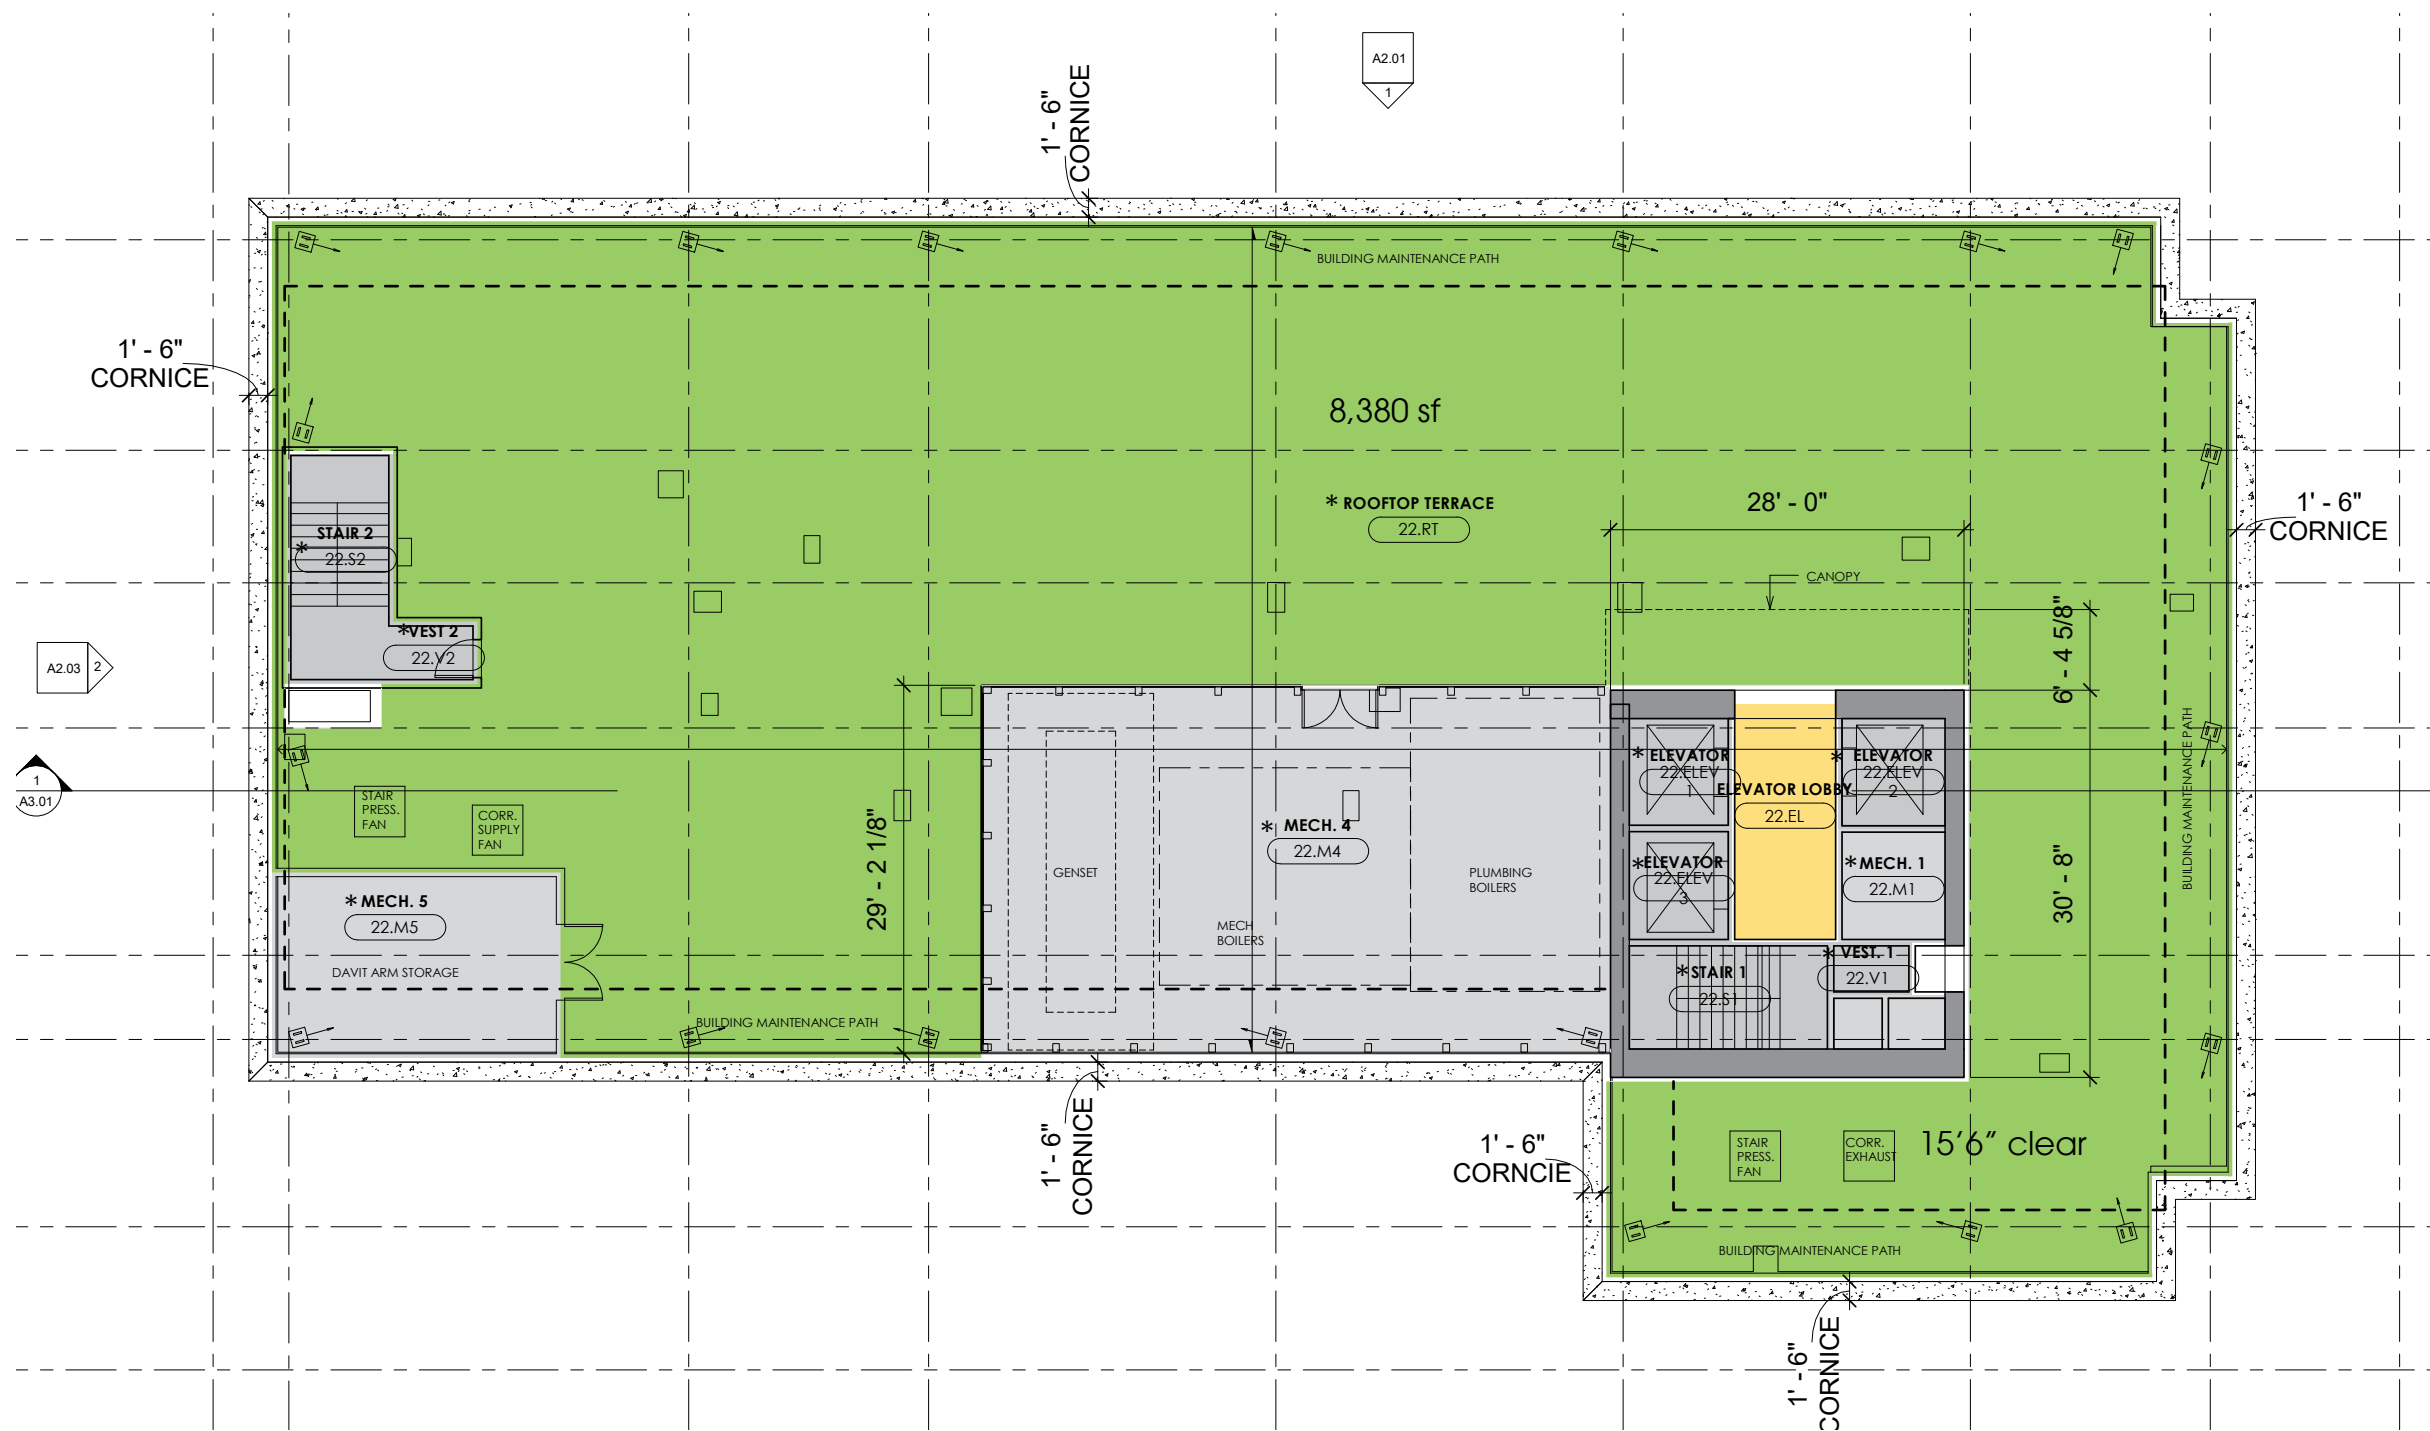 A2.01
1
1' - 6"
CORNICE
BUILDING MAINTENANCE PATH
1' - 6"
CORNICE
8,380 sf
* ROOFTOP TERRACE
22.RT
28' - 0"
1' - 6"
CORNICE
STAIR 2
*
22.S2
CANOPY
6' - 4 5/8"
*VEST 2
22.V2
A2.03
2
BUILDING MAINTENANCE PATH
1
A3.01
STAIR
PRESS.
FAN
CORR.
SUPPLY
FAN
29' - 2 1/8"
* MECH. 4
22.M4
GENSET
MECH
BOILERS
PLUMBING
BOILERS
* ELEVATOR
22.ELEV
1
ELEVATOR LOBBY
22.EL
* ELEVATOR
22.ELEV
2
*ELEVATOR
22.ELEV
3
* MECH. 1
22.M1
30' - 8"
* MECH. 5
22.M5
DAVIT ARM STORAGE
* STAIR 1
22.S1
* VEST. 1
22.V1
BUILDING MAINTENANCE PATH
1' - 6"
CORNICE
1' - 6"
CORNCIE
STAIR
PRESS.
FAN
CORR.
EXHAUST
15'6" clear
BUILDING MAINTENANCE PATH
1' - 6"
CORNICE